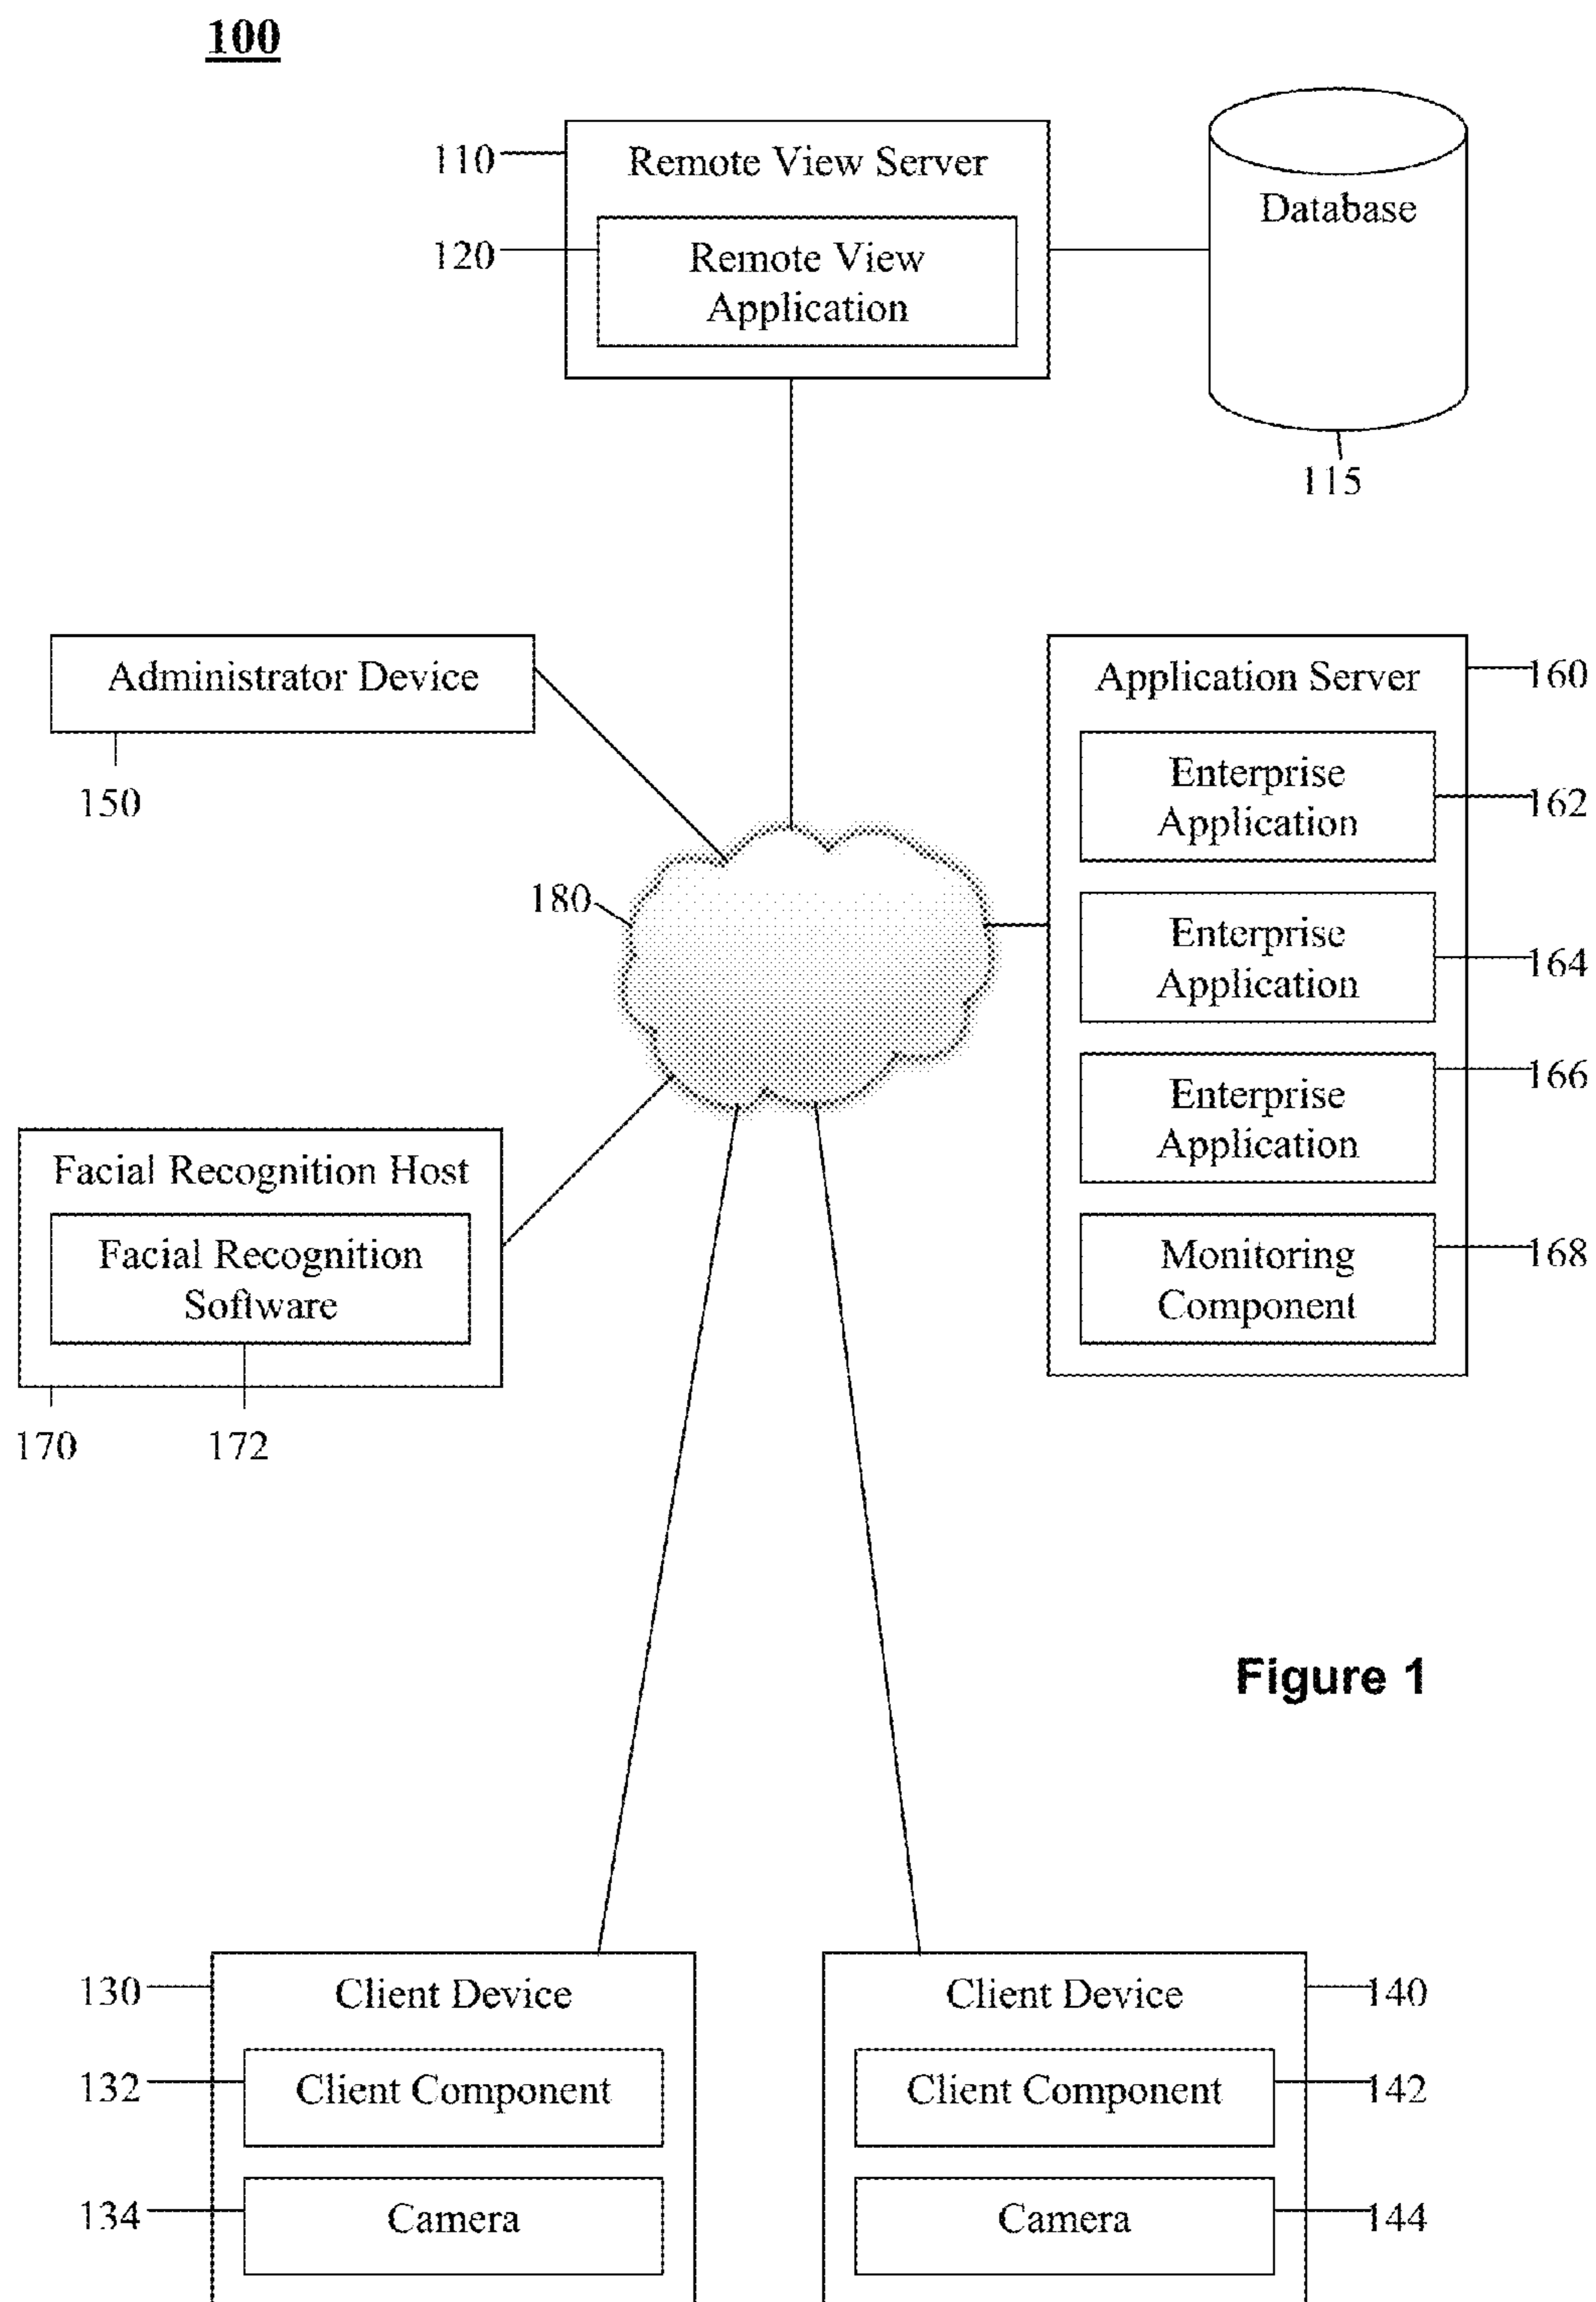 100
110
Remote View Server
Database
120
Remote View
Application
115
Administrator Device
150
Application Server
160
Enterprise
Application
162
180
Enterprise
Application
164
Enterprise
Application
166
Facial Recognition Host
Facial Recognition
Software
Monitoring
Component
168
170
172
Figure 1
130
Client Device
Client Device
140
132
Client Component
Client Component
142
134
Camera
Camera
144